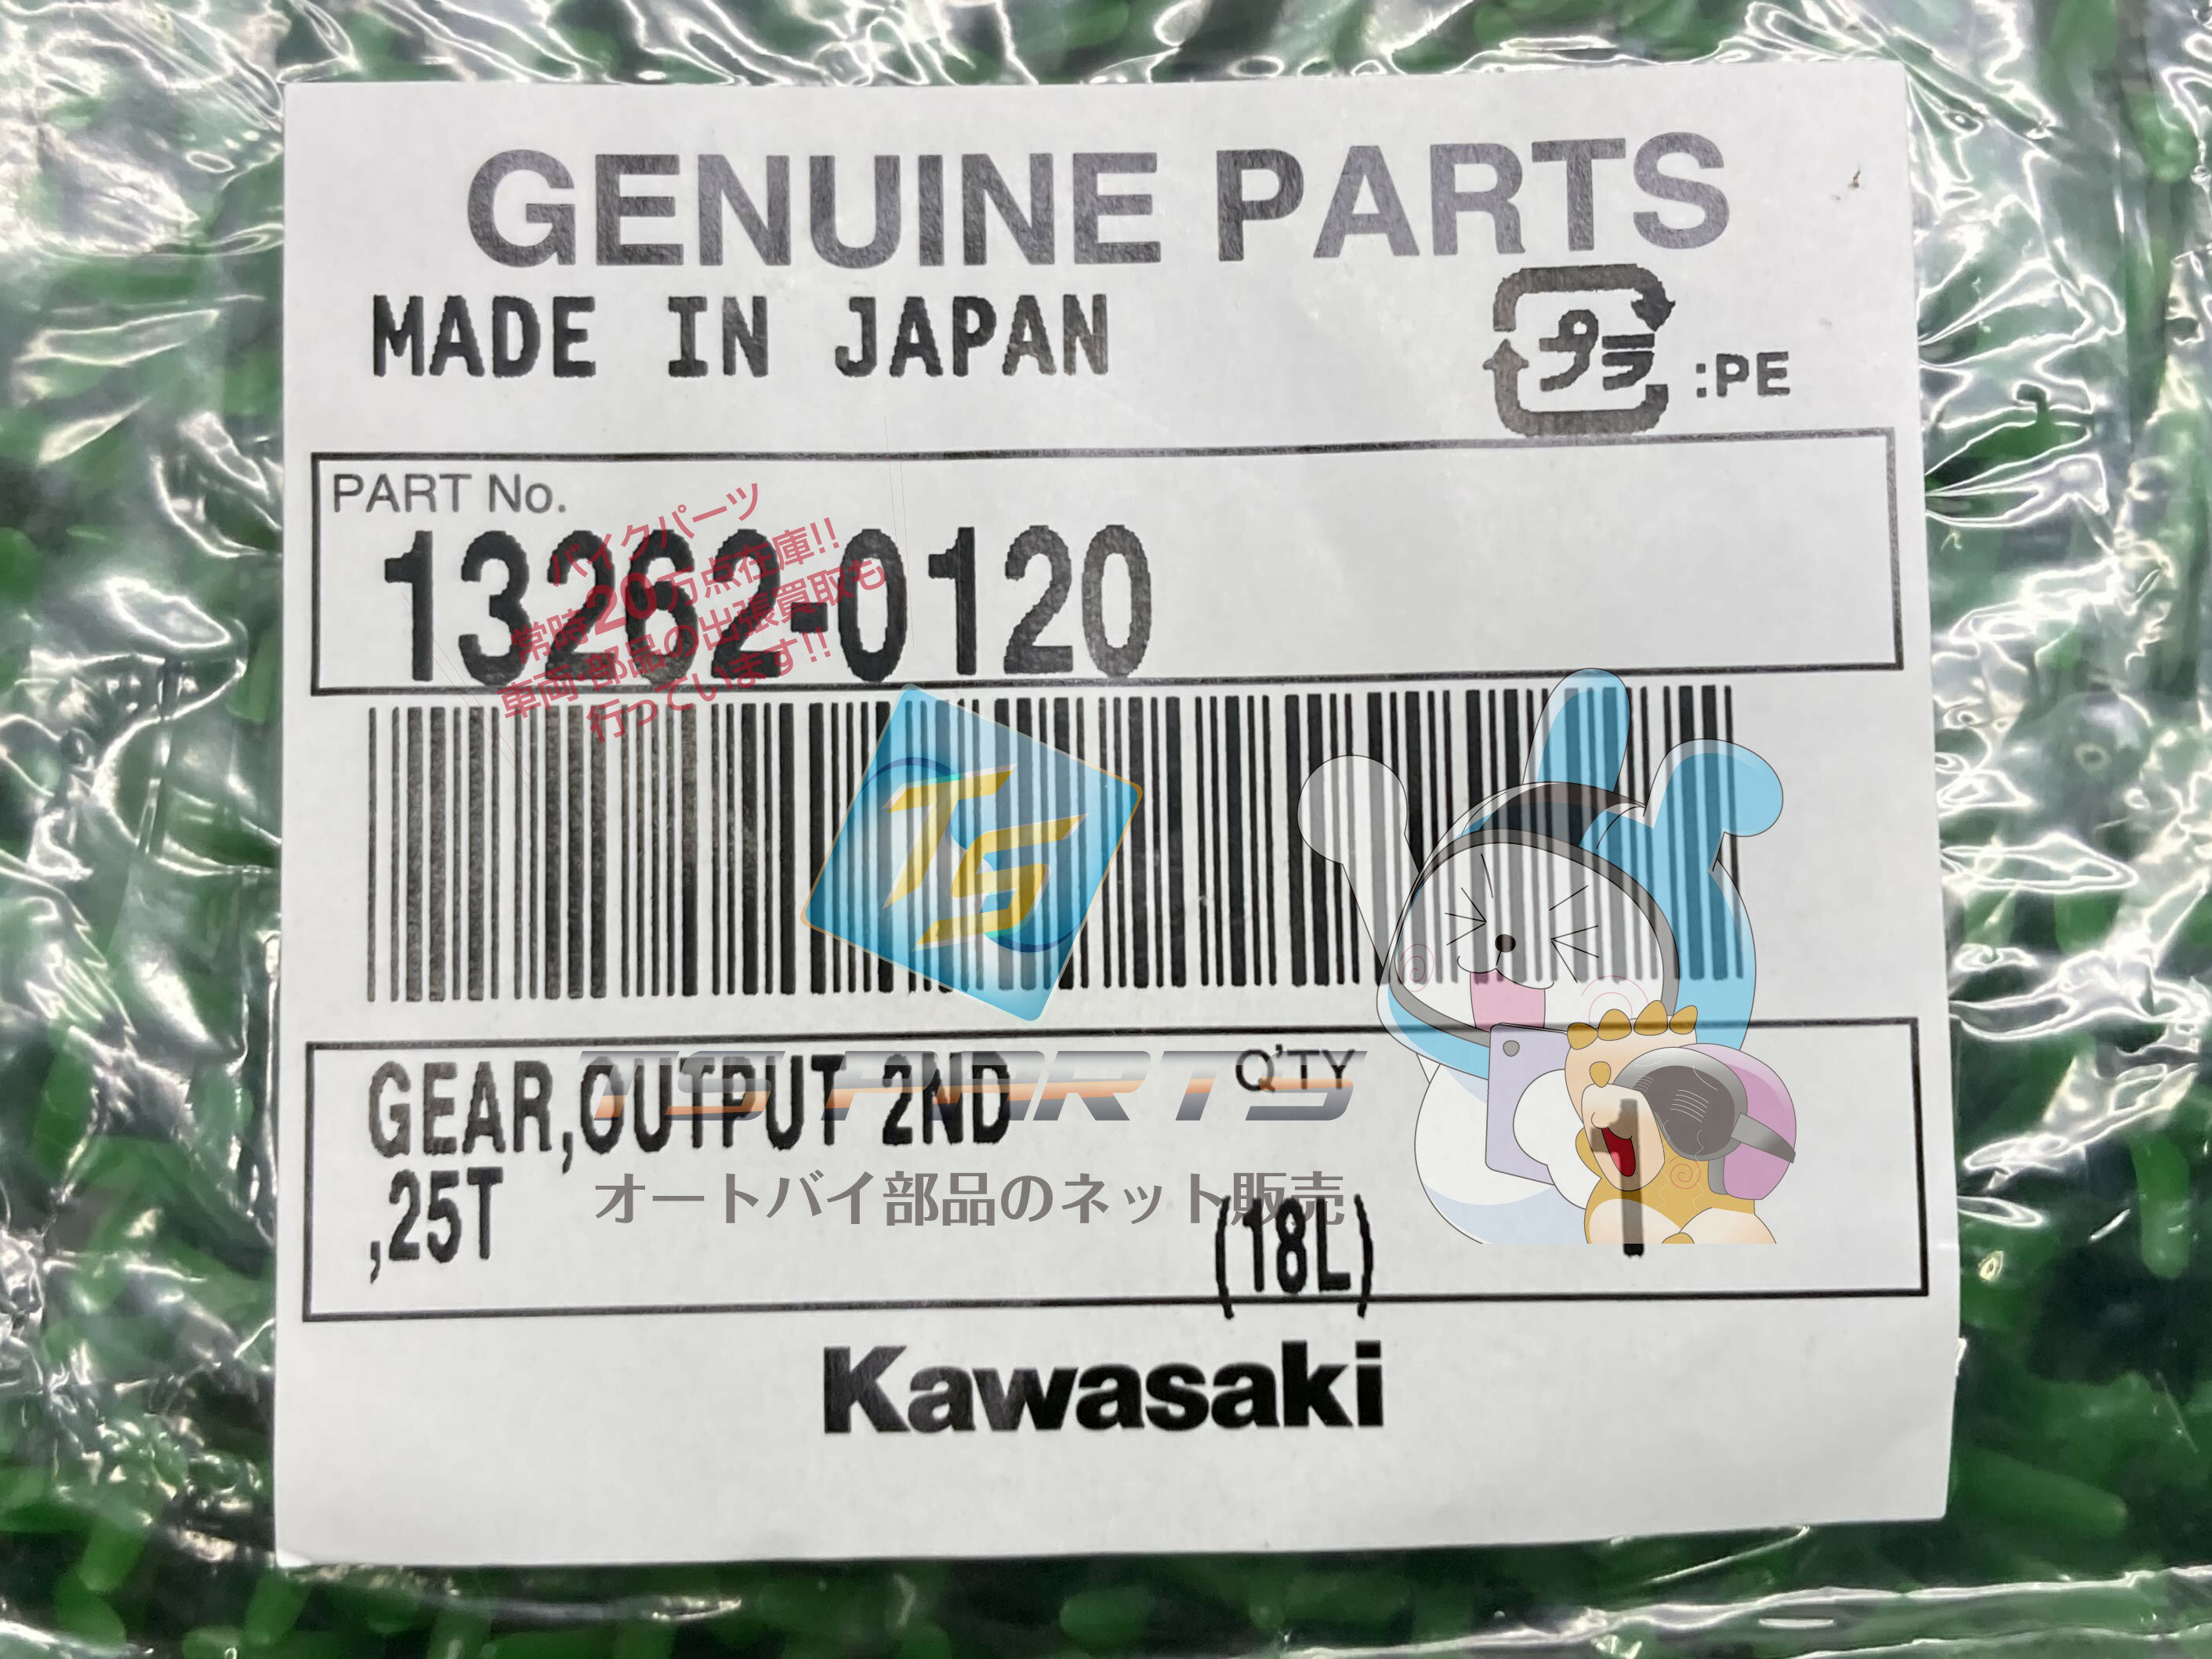 GENUINE PARTS
MADE IN JAPAN
プラ :PE
PART No.
13262-0120
バイクパーツ
常時20万点在庫!!
車両・部品の出張買取も
行っています!!
TS
GEAR,OUTPUT 2ND
Q'TY
TS PARTS
,25T
オートバイ部品のネット販売
(18L)
1
Kawasaki